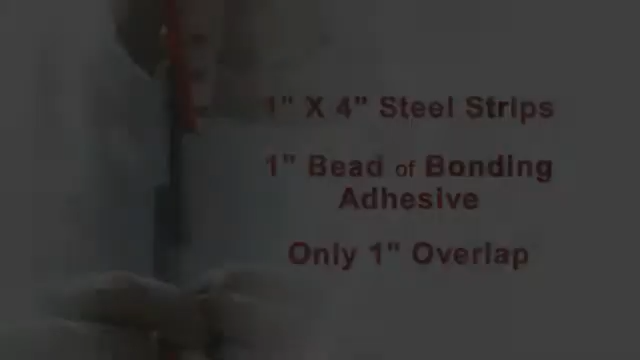 1" X 4" Steel Strips
1" Bead of Bonding
Adhesive
Only 1" Overlap